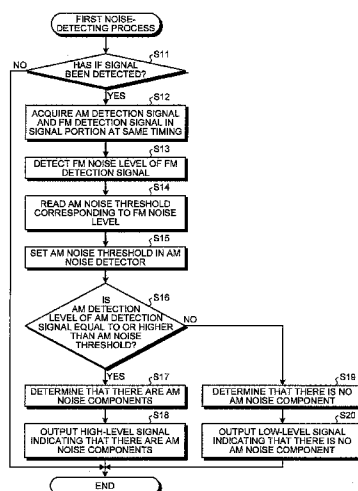 FIRST NOISE-
DETECTING PROCESS
S11
NO
HAS IF SIGNAL
BEEN DETECTED?
YES
S12
ACQUIRE AM DETECTION SIGNAL
AND FM DETECTION SIGNAL IN
SIGNAL PORTION AT SAME TIMING
S13
DETECT FM NOISE LEVEL OF FM
DETECTION SIGNAL
S14
READ AM NOISE THRESHOLD
CORRESPONDING TO FM NOISE
LEVEL
S15
SET AM NOISE THRESHOLD IN AM
NOISE DETECTOR
S16
IS
AM DETECTION
LEVEL OF AM DETECTION
SIGNAL EQUAL TO OR HIGHER
THAN AM NOISE
THRESHOLD?
NO
YES
S17
DETERMINE THAT THERE ARE AM
NOISE COMPONENTS
S18
OUTPUT HIGH-LEVEL SIGNAL
INDICATING THAT THERE ARE AM
NOISE COMPONENTS
S19
DETERMINE THAT THERE IS NO
AM NOISE COMPONENT
S20
OUTPUT LOW-LEVEL SIGNAL
INDICATING THAT THERE IS NO
AM NOISE COMPONENT
END